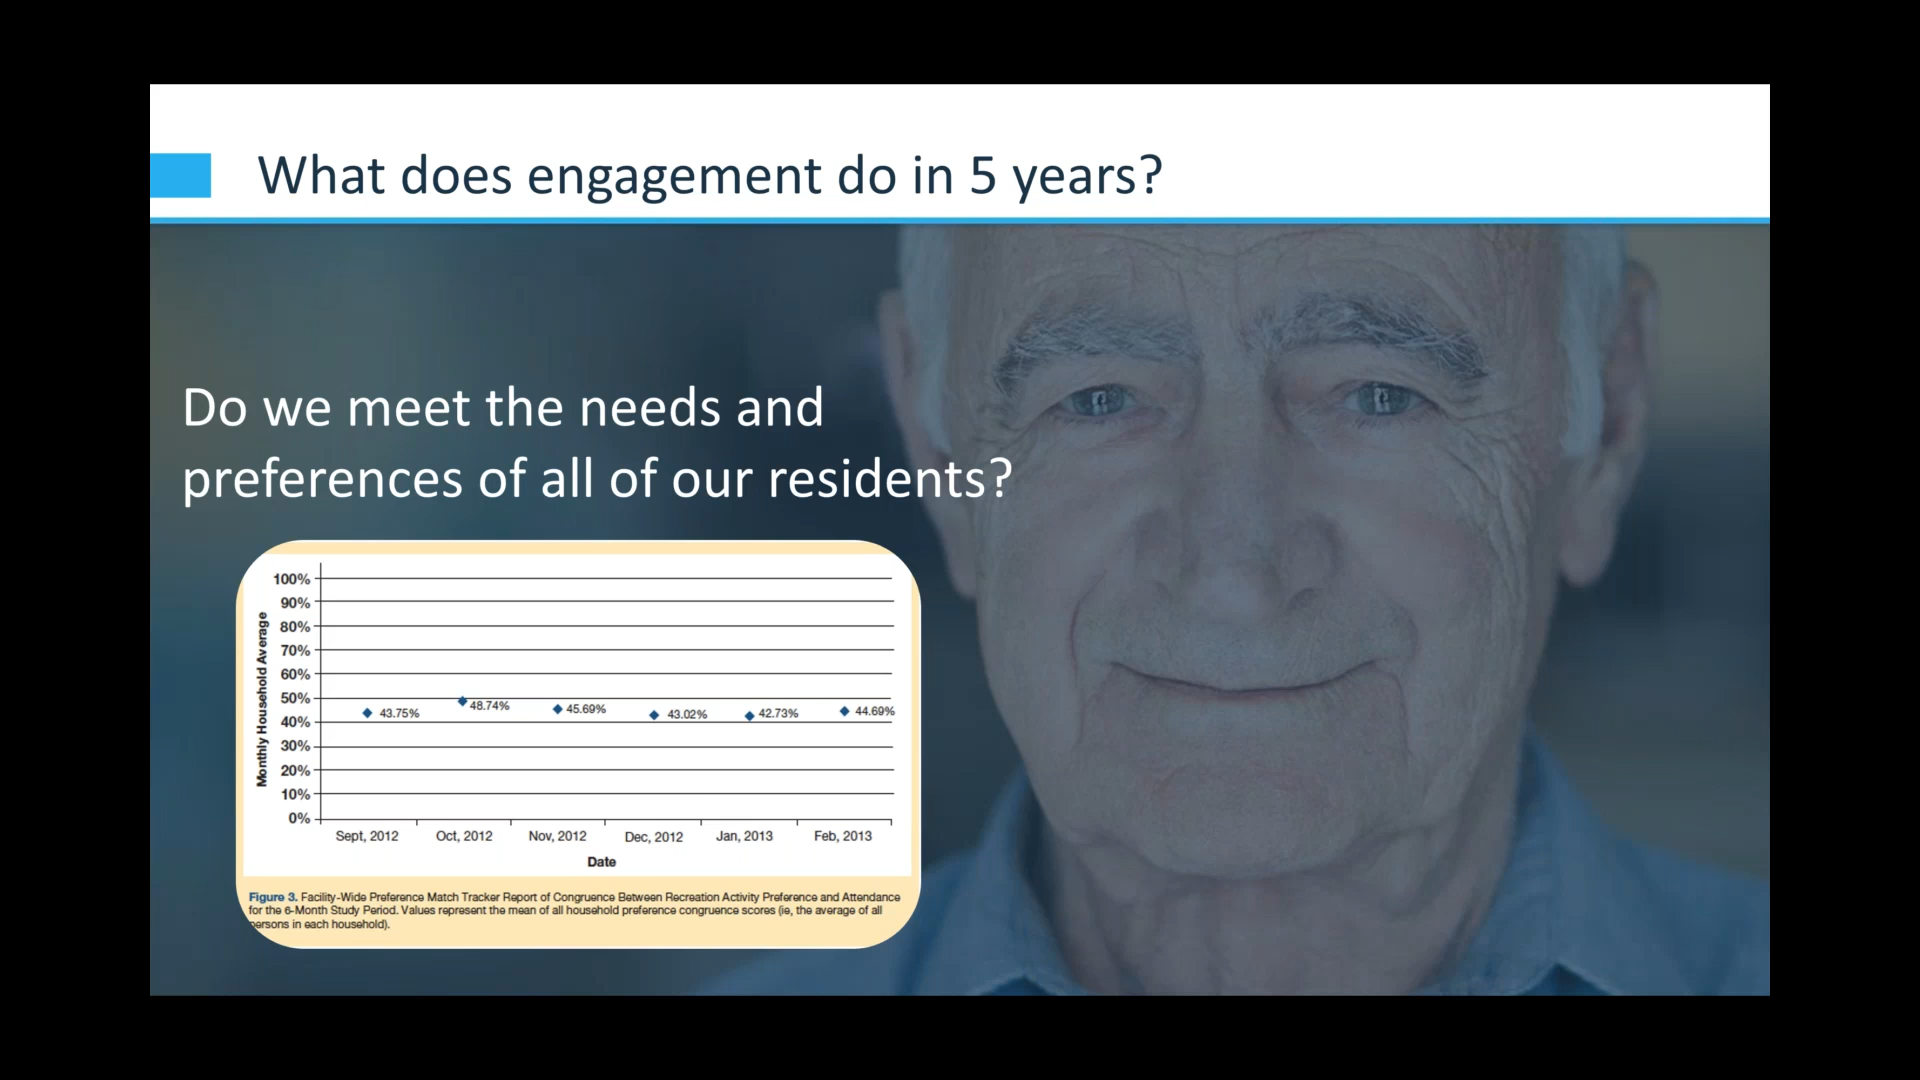 What does engagement do in 5 years?
Do we meet the needs and
preferences of all of our residents?
Monthly Household Average
100%
90%
80%
70%
60%
50%
40%
30%
20%
10%
0%
43.75%
48.74%
45.69%
43.02%
42.73%
44.69%
Sept, 2012
Oct, 2012
Nov, 2012
Dec, 2012
Jan, 2013
Feb, 2013
Date
Figure 3. Facility-Wide Preference Match Tracker Report of Congruence Between Recreation Activity Preference and Attendance
for the 6-Month Study Period. Values represent the mean of all household preference congruence scores (ie, the average of all
persons in each household).